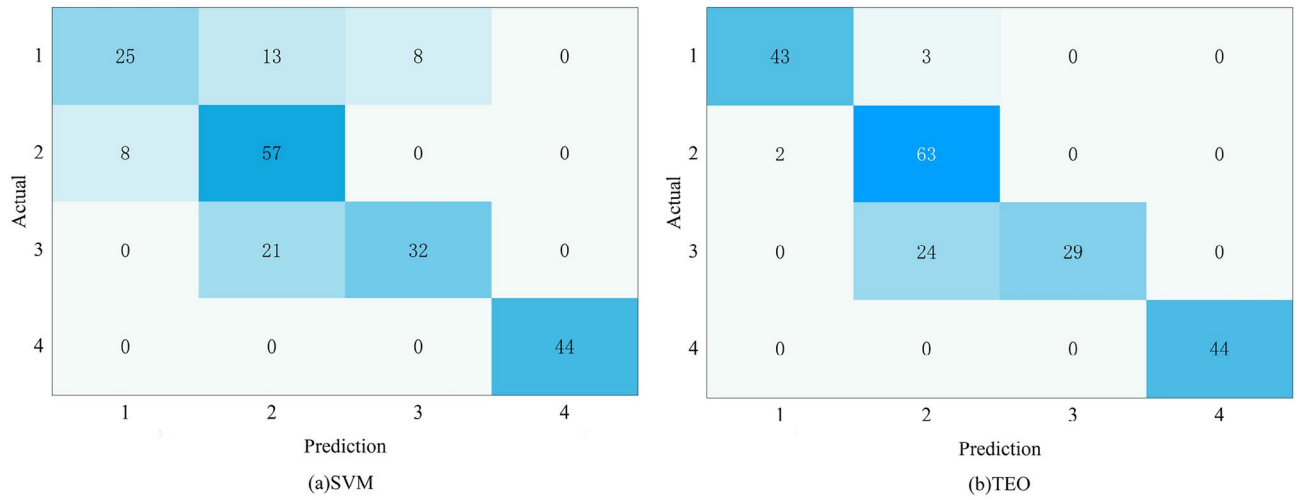 1 25 13 8 0
2 8 57 0 0
3 0 21 32 0
4 0 0 0 44
Actual
1 2 3 4
Prediction
(a)SVM
1 43 3 0 0
2 2 63 0 0
3 0 24 29 0
4 0 0 0 44
Actual
1 2 3 4
Prediction
(b)TEO